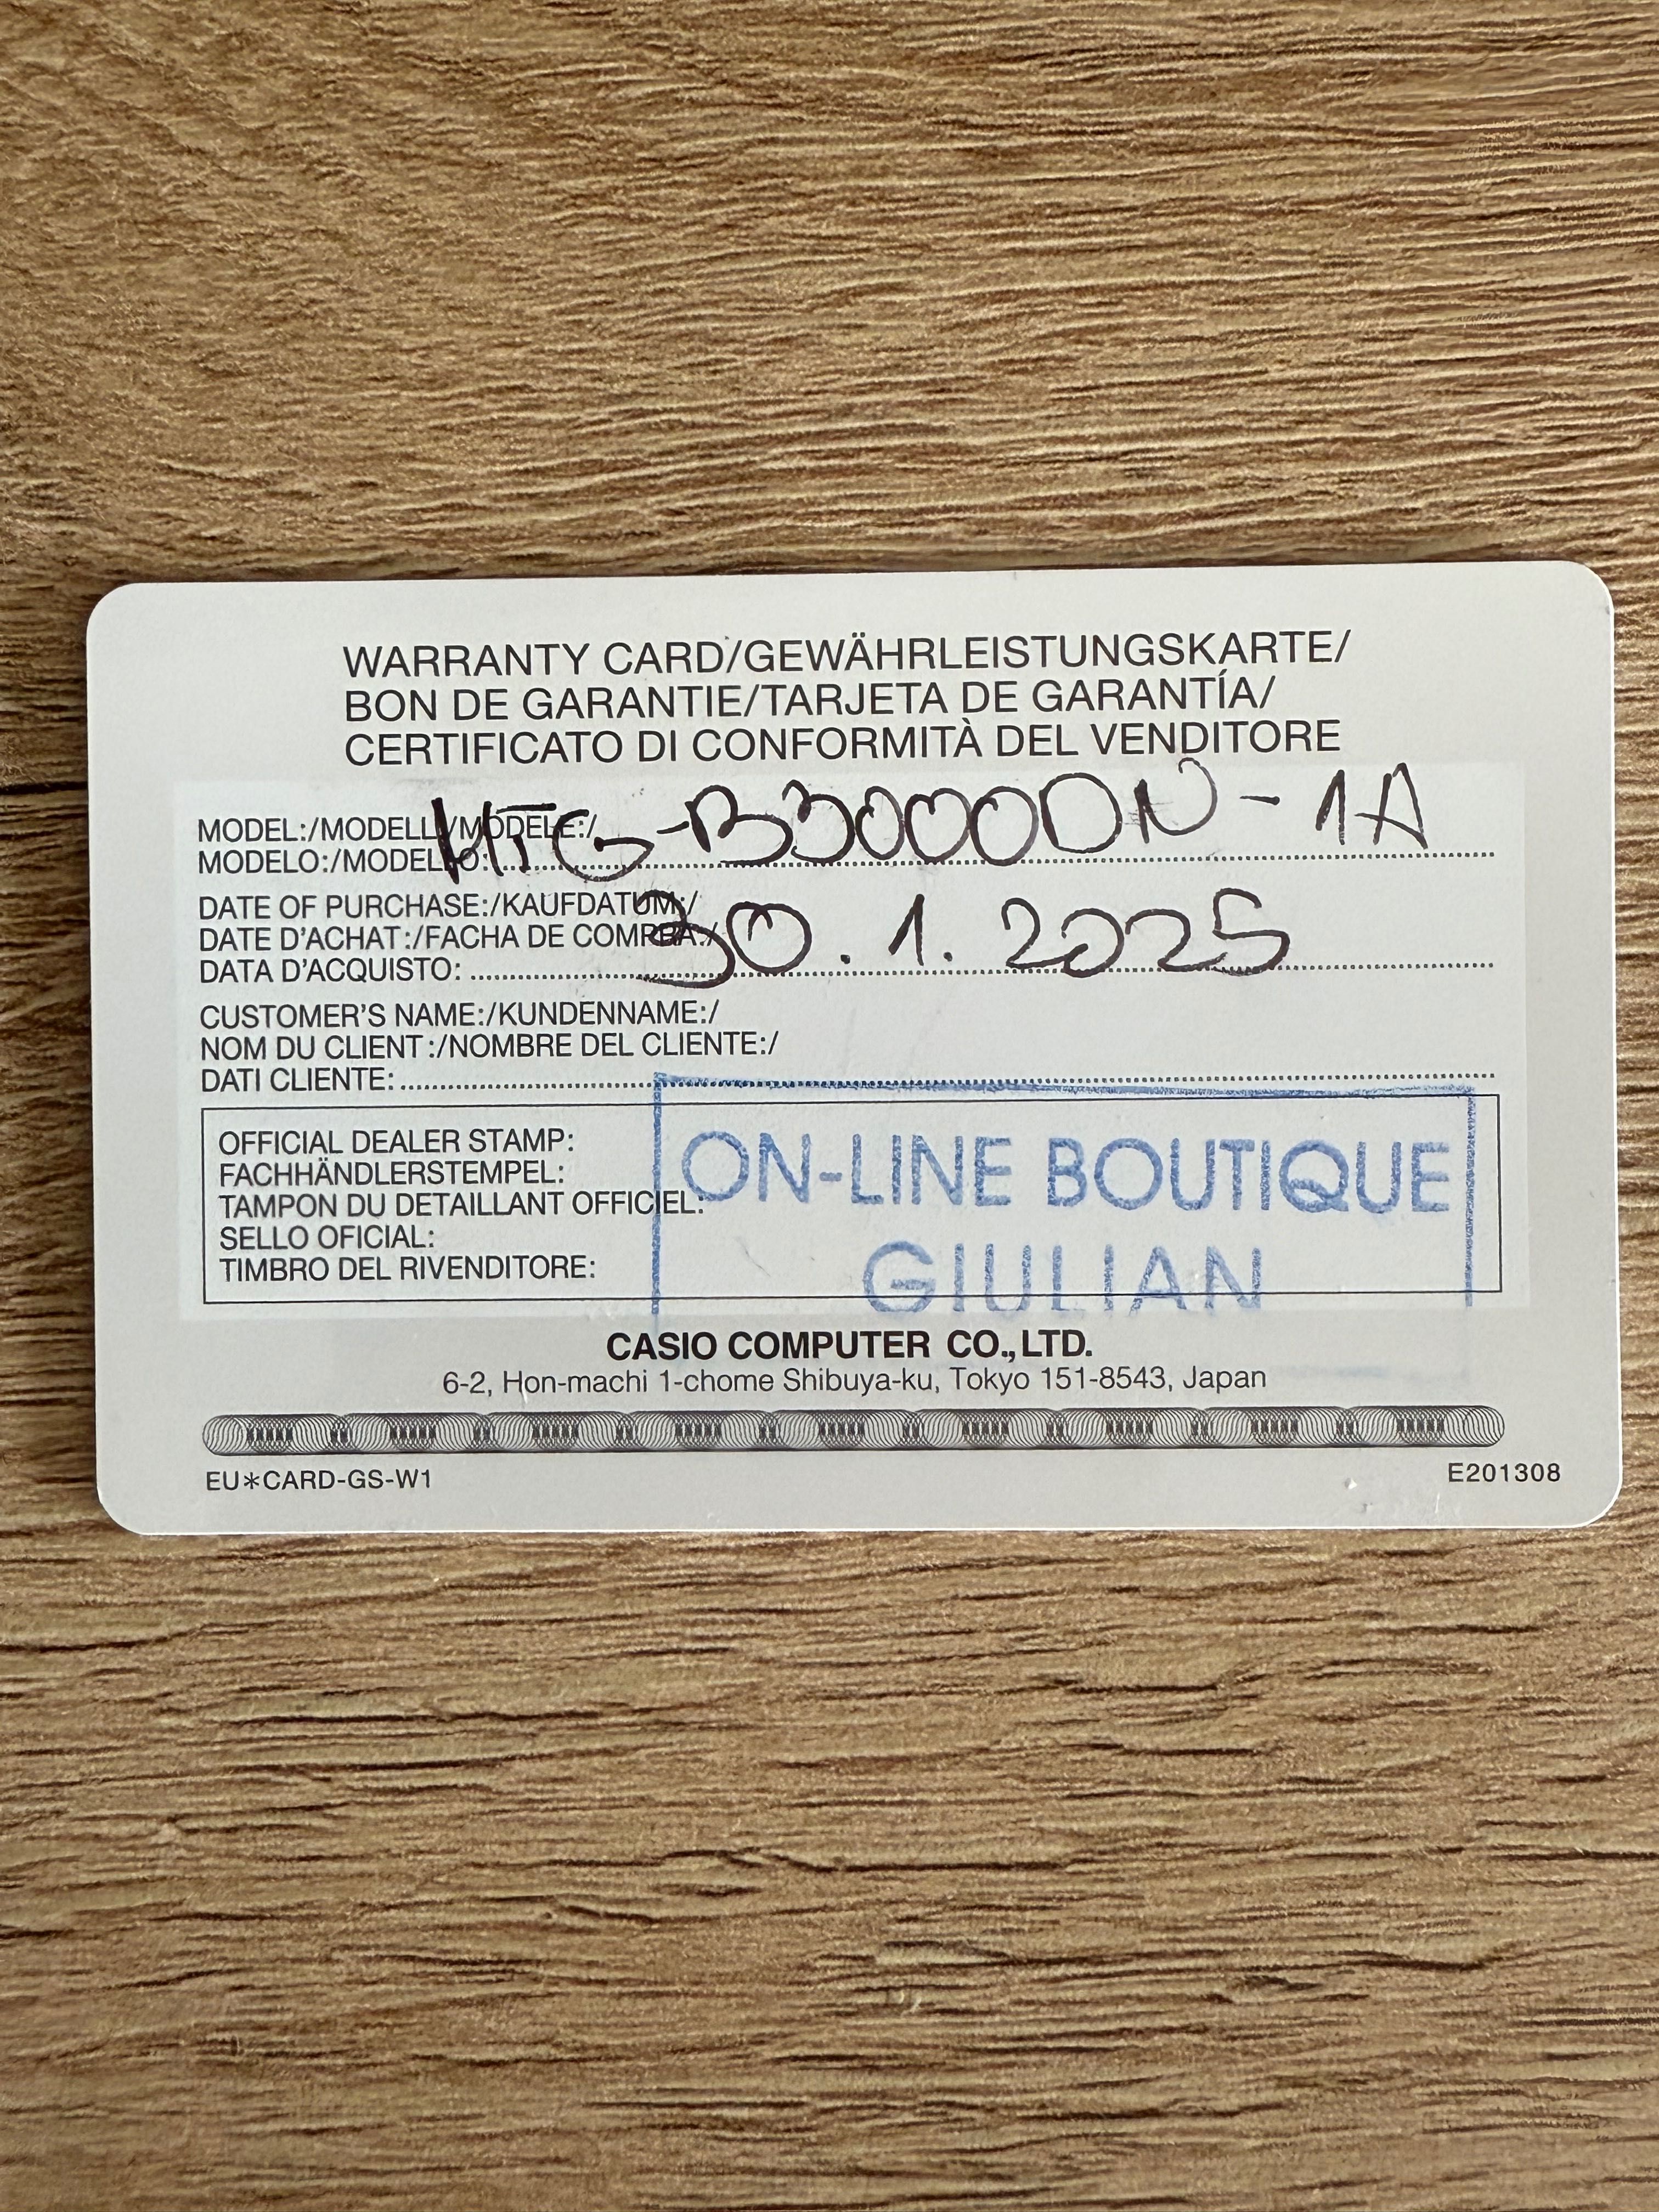 WARRANTY CARD/GEWÄHRLEISTUNGSKARTE/
BON DE GARANTIE/TARJETA DE GARANTÍA/
CERTIFICATO DI CONFORMITÀ DEL VENDITORE
MODEL:/MODELL/MODÈLE:/
MODELO:/MODELLO: MTG-B3000DN-1A
DATE OF PURCHASE:/KAUFDATUM:/
DATE D'ACHAT:/FACHA DE COMPRA:/
DATA D'ACQUISTO: 30.1.2025
CUSTOMER'S NAME:/KUNDENNAME:/
NOM DU CLIENT:/NOMBRE DEL CLIENTE:/
DATI CLIENTE:
OFFICIAL DEALER STAMP:
FACHHÄNDLERSTEMPEL:
TAMPON DU DETAILLANT OFFICIEL:
SELLO OFICIAL:
TIMBRO DEL RIVENDITORE:
ON-LINE BOUTIQUE
GIULIAN
CASIO COMPUTER CO.,LTD.
6-2, Hon-machi 1-chome Shibuya-ku, Tokyo 151-8543, Japan
EU*CARD-GS-W1
E201308